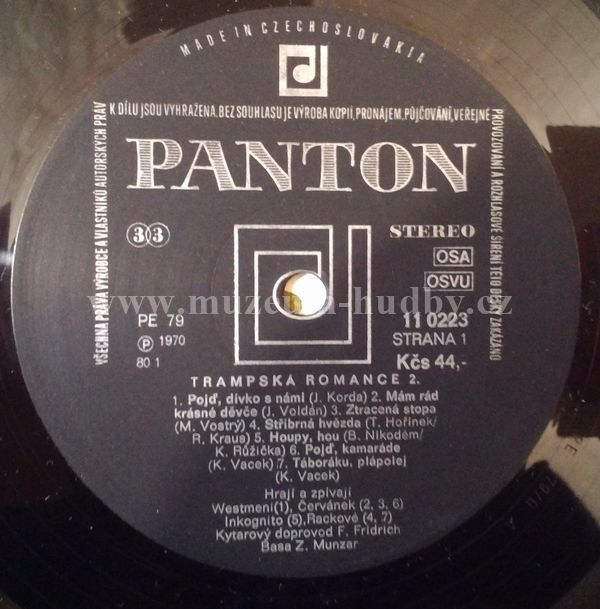 MADE IN CZECHOSLOVAKIA
VŠECHNA PRÁVA VÝROBCE A VLASTNÍKŮ AUTORSKÝCH PRÁV K DÍLU JSOU VYHRAŽENA. BEZ SOUHLASU JE VÝROBA KOPIÍ, PRONÁJEM, PŮJČOVÁNÍ, VEŘEJNÉ PROVOZOVÁNÍ A ROZHLASOVÉ ŠÍŘENÍ TÉTO DESKY ZAKÁZÁNO
PANTON
33
STEREO
OSA
OSVU
www.muzeum-hudby.cz
PE 79
11 0223
Ⓟ 1970
STRANA 1
80 1
Kčs 44,-
TRAMPSKA ROMANCE 2.
1. Pojď, dívko s námi (J. Korda) 2. Mám rád
krásné děvče (J. Voldán) 3. Ztracená stopa
(M. Vostrý) 4. Stříbrná hvězda (T. Hořínek/
R. Kraus) 5. Houpy, hou (B. Nikodém/
K. Růžička) 6. Pojď, kamaráde
(K. Vacek) 7. Táboráku, plápolej
(K. Vacek)
Hrají a zpívají
Westmeni(1), Červánek (2, 3, 6)
Inkognito (5),Rackové (4, 7)
Kytarový doprovod F. Fridrich
Basa Z. Munzar